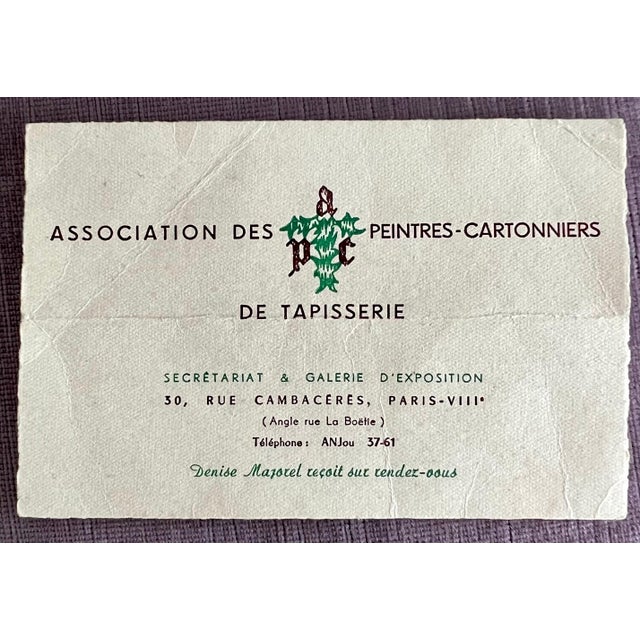 a
ASSOCIATION DES PEINTRES-CARTONNIERS
p c
DE TAPISSERIE
SECRÉTARIAT & GALERIE D'EXPOSITION
30, RUE CAMBACÉRÈS, PARIS-VIIIᵉ
(Angle rue La Boëtie)
Téléphone: ANJou 37-61
Denise Majorel reçoit sur rendez-vous